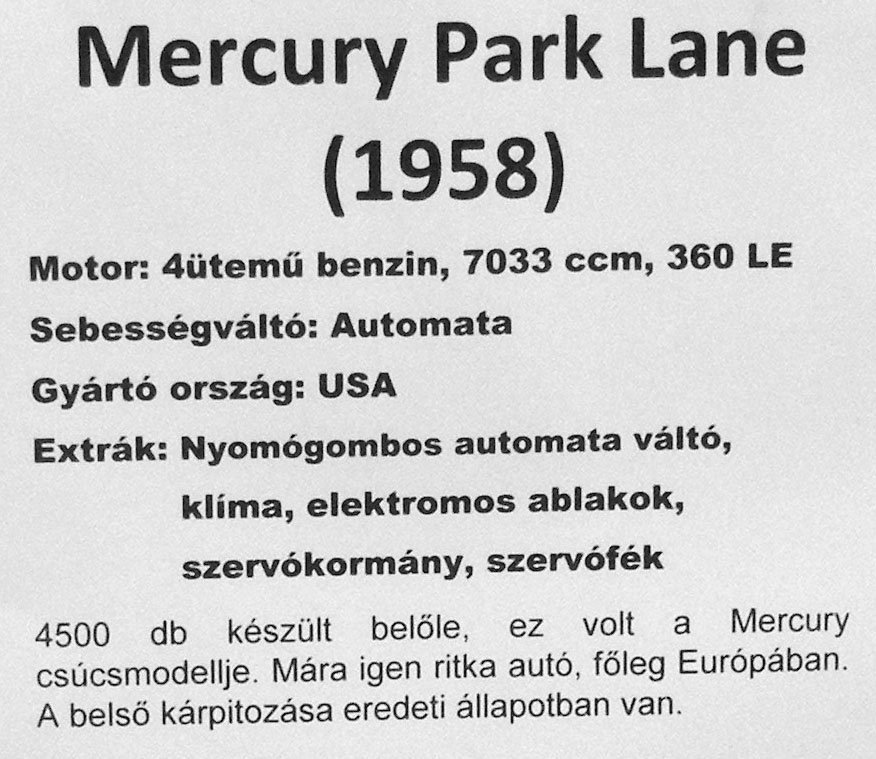 Mercury Park Lane
(1958)
Motor: 4ütemű benzin, 7033 ccm, 360 LE
Sebességváltó: Automata
Gyártó ország: USA
Extrák: Nyomógombos automata váltó,
klíma, elektromos ablakok,
szervókormány, szervófék
4500 db készült belőle, ez volt a Mercury
csúcsmodellje. Mára igen ritka autó, főleg Európában.
A belső kárpitozása eredeti állapotban van.